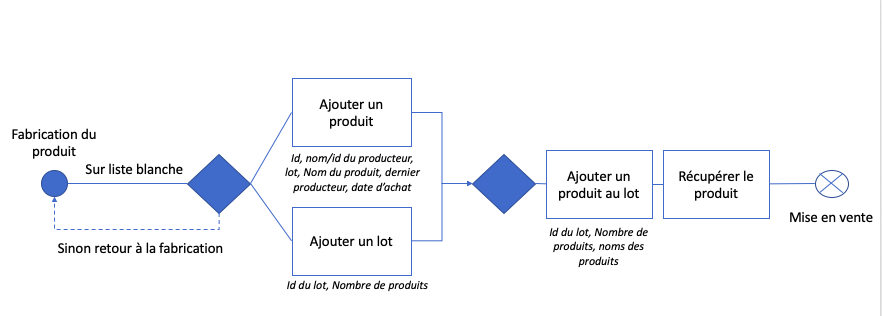 Fabrication du
produit
Sur liste blanche
Sinon retour à la fabrication
Ajouter un
produit
Id, nom/id du producteur,
lot, Nom du produit, dernier
producteur, date d'achat
Ajouter un lot
Id du lot, Nombre de produits
Ajouter un
produit au lot
Id du lot, Nombre de
produits, noms des
produits
Récupérer le
produit
Mise en vente